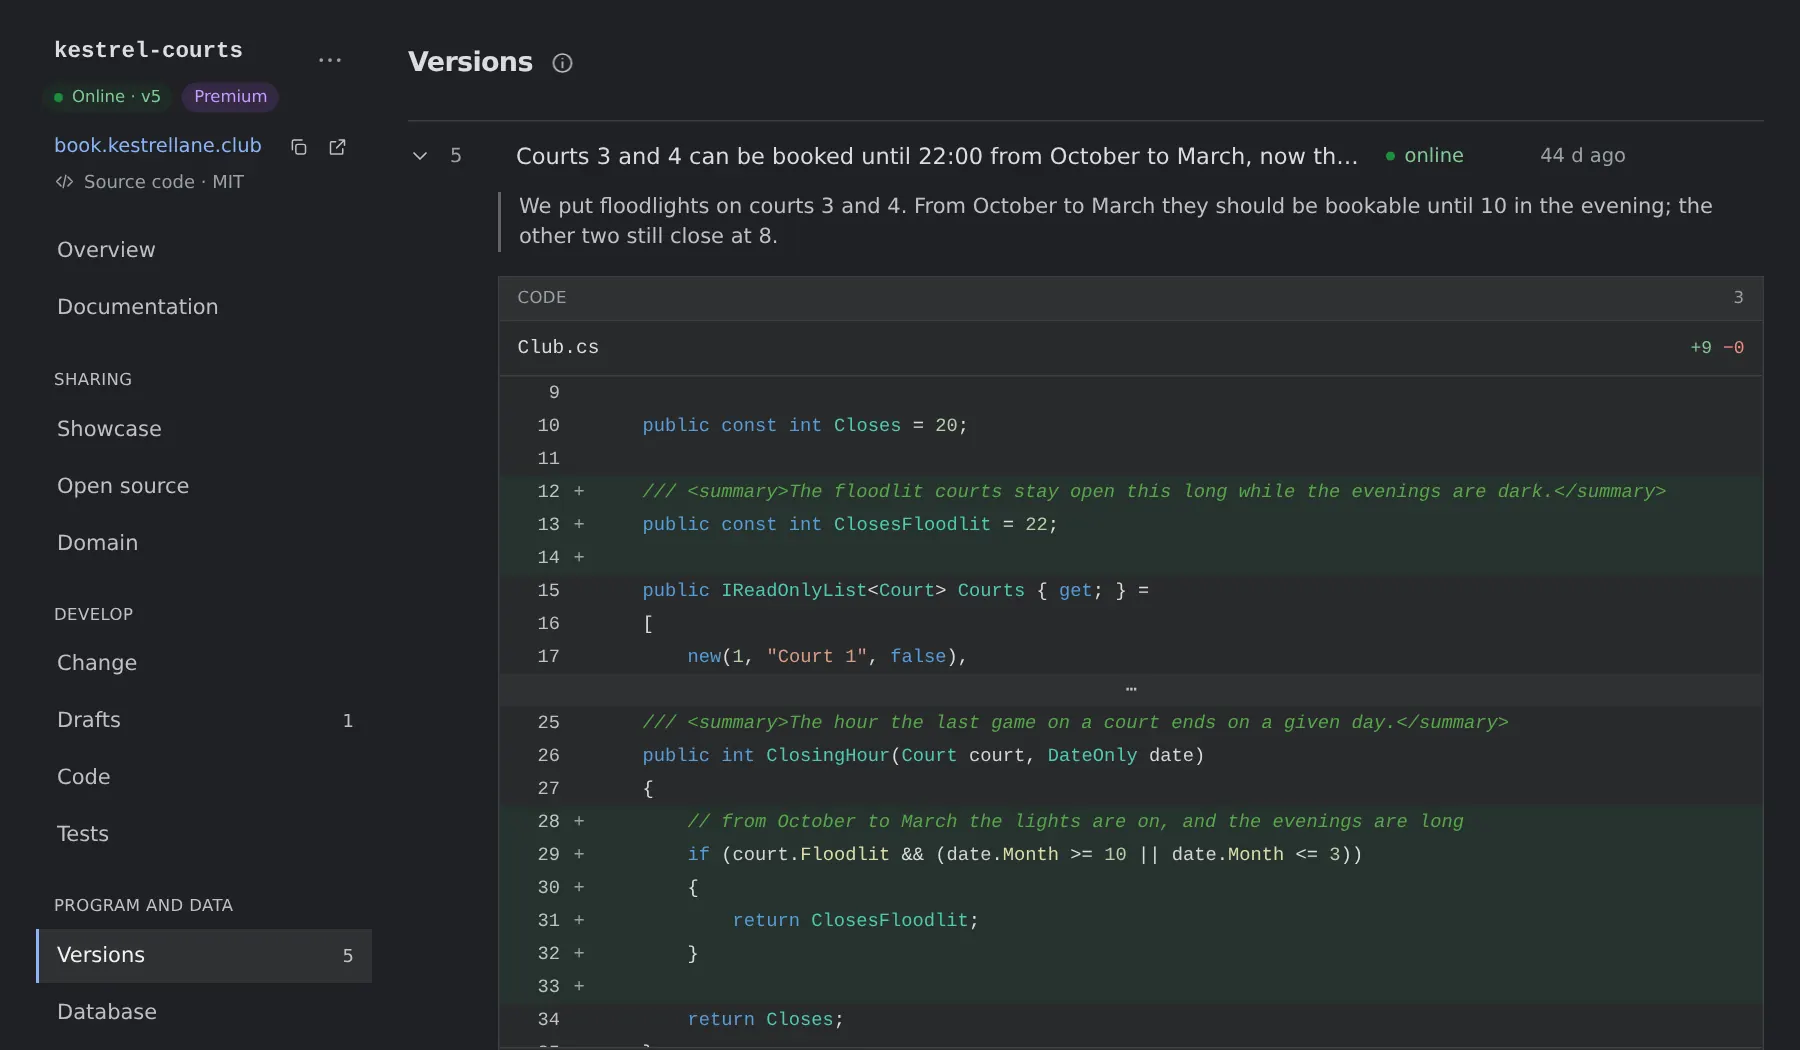 kestrel-courts
...
Online · v5
Premium
book.kestrellane.club
Source code · MIT
Overview
Documentation
SHARING
Showcase
Open source
Domain
DEVELOP
Change
Drafts 1
Code
Tests
PROGRAM AND DATA
Versions 5
Database
Versions
5 Courts 3 and 4 can be booked until 22:00 from October to March, now th… online 44 d ago
We put floodlights on courts 3 and 4. From October to March they should be bookable until 10 in the evening; the
other two still close at 8.
CODE 3
Club.cs +9 −0
9
10 public const int Closes = 20;
11
12 + /// <summary>The floodlit courts stay open this long while the evenings are dark.</summary>
13 + public const int ClosesFloodlit = 22;
14 +
15 public IReadOnlyList<Court> Courts { get; } =
16 [
17 new(1, "Court 1", false),
…
25 /// <summary>The hour the last game on a court ends on a given day.</summary>
26 public int ClosingHour(Court court, DateOnly date)
27 {
28 + // from October to March the lights are on, and the evenings are long
29 + if (court.Floodlit && (date.Month >= 10 || date.Month <= 3))
30 + {
31 + return ClosesFloodlit;
32 + }
33 +
34 return Closes;